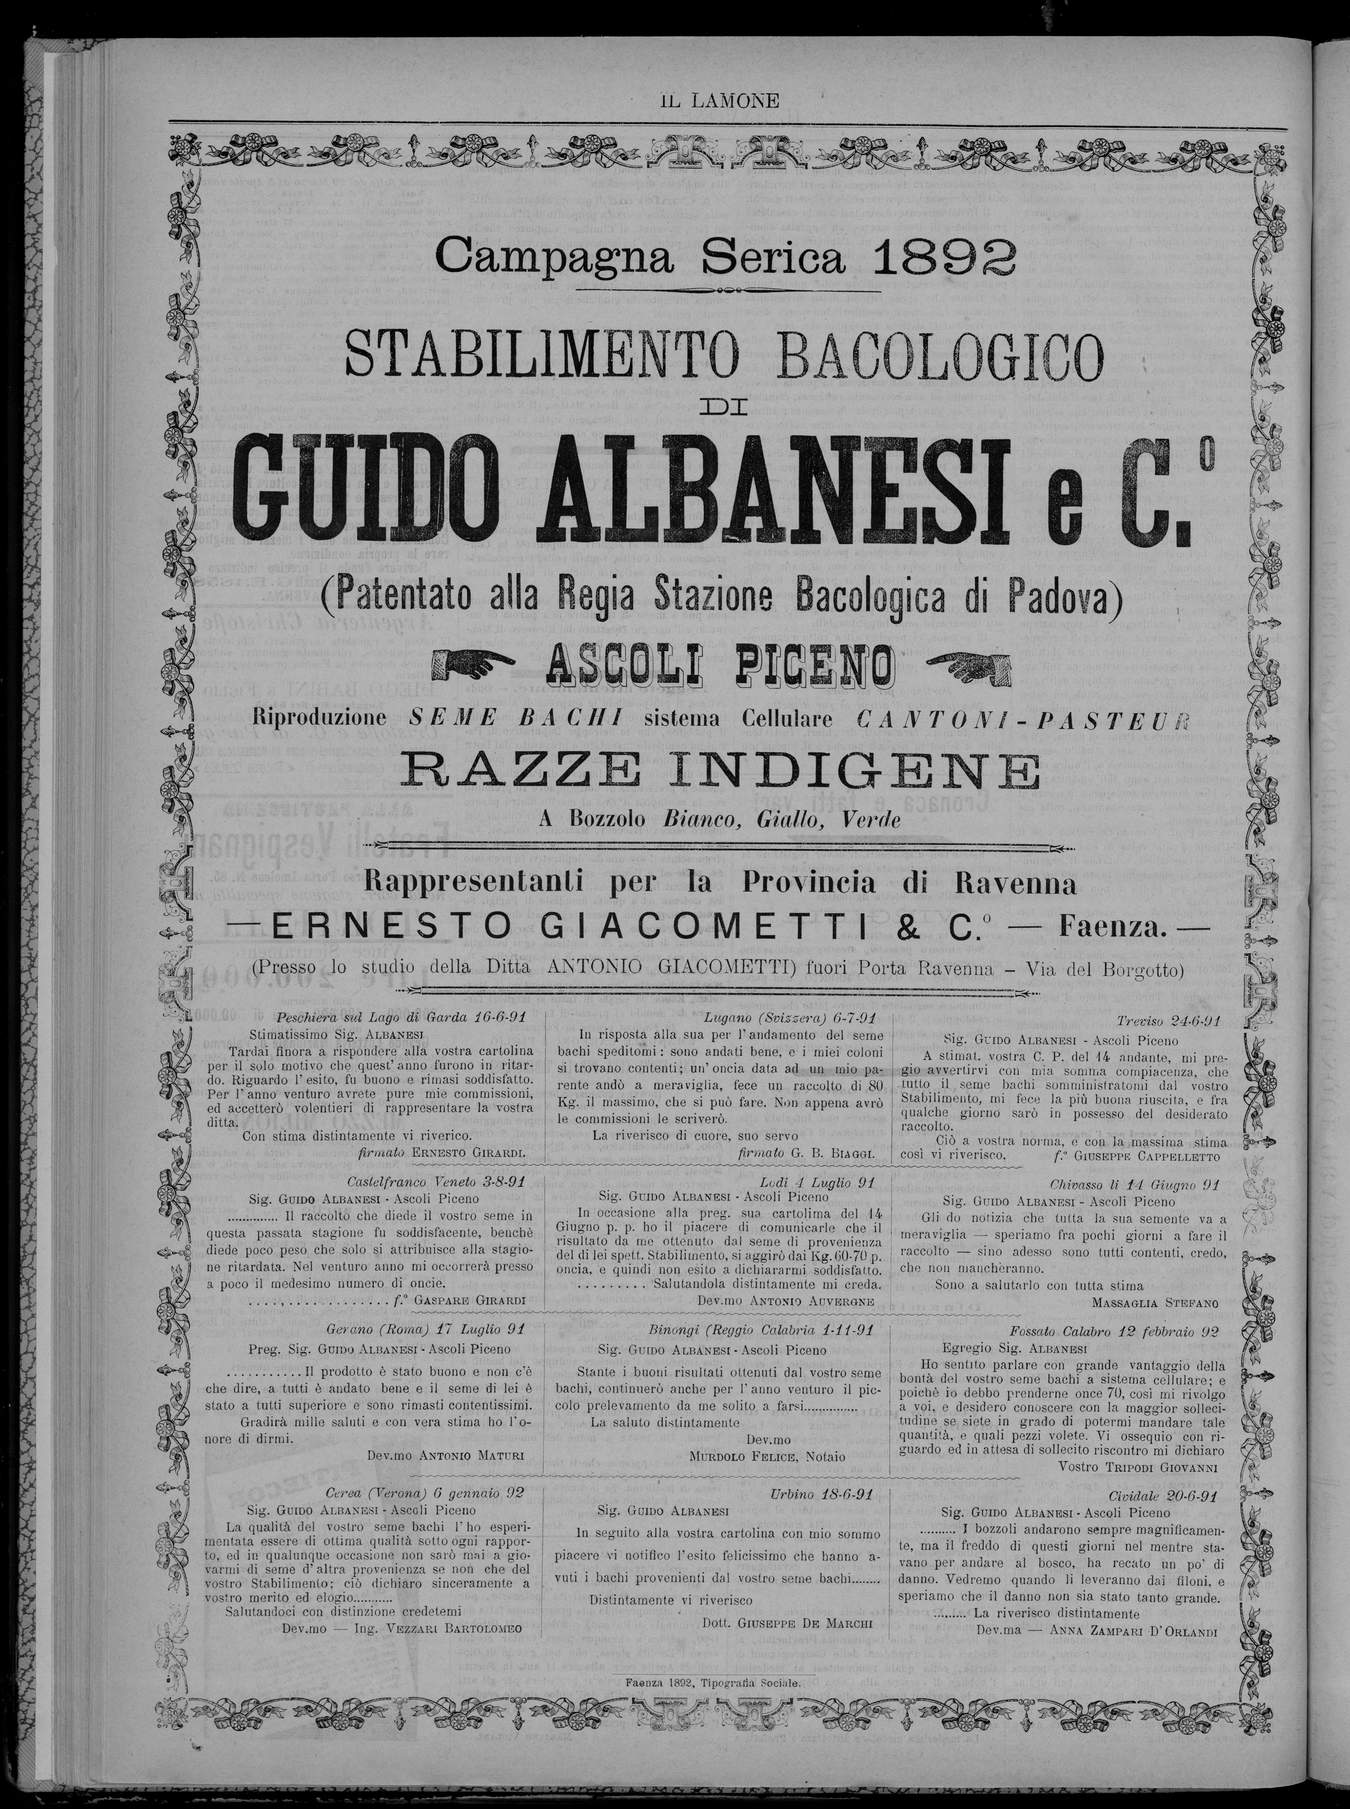 IL LAMONE
Campagna Serica 1892
STABILIMENTO BACOLOGICO
DI
GUIDO ALBANESI e C.º
(Patentato alla Regia Stazione Bacologica di Padova)
ASCOLI PICENO
Riproduzione SEME BACHI sistema Cellulare CANTONI-PASTEUR
RAZZE INDIGENE
A Bozzolo Bianco, Giallo, Verde
Rappresentanti per la Provincia di Ravenna
— ERNESTO GIACOMETTI & C.º — Faenza. —
(Presso lo studio della Ditta ANTONIO GIACOMETTI) fuori Porta Ravenna – Via del Borgotto)
Peschiera sul Lago di Garda 16-6-91
Stimatissimo Sig. ALBANESI
Tardai finora a rispondere alla vostra cartolina
per il solo motivo che quest'anno furono in ritar-
do. Riguardo l'esito, fu buono e rimasi soddisfatto.
Per l'anno venturo avrete pure mie commissioni,
ed accetterò volentieri di rappresentare la vostra
ditta.
Con stima distintamente vi riverico.
firmato ERNESTO GIRARDI.
Lugano (Svizzera) 6-7-91
In risposta alla sua per l'andamento del seme
bachi speditomi: sono andati bene, e i miei coloni
si trovano contenti; un'oncia data ad un mio pa-
rente andò a meraviglia, fece un raccolto di 80
Kg. il massimo, che si può fare. Non appena avrò
le commissioni le scriverò.
La riverisco di cuore, suo servo
firmato G. B. BIAGGI.
Treviso 24-6-91
Sig. GUIDO ALBANESI - Ascoli Piceno
A stimat. vostra C. P. del 14 andante, mi pre-
gio avvertirvi con mia somma compiacenza, che
tutto il seme bachi somministratomi dal vostro
Stabilimento, mi fece la più buona riuscita, e fra
qualche giorno sarò in possesso del desiderato
raccolto.
Ciò a vostra norma, e con la massima stima
così vi riverisco, f.º GIUSEPPE CAPPELLETTO
Castelfranco Veneto 3-8-91
Sig. GUIDO ALBANESI - Ascoli Piceno
.............. Il raccolto che diede il vostro seme in
questa passata stagione fu soddisfacente, benchè
diede poco peso che solo si attribuisce alla stagio-
ne ritardata. Nel venturo anno mi occorrerà presso
a poco il medesimo numero di oncie.
.................. f.º GASPARE GIRARDI
Lodi 4 Luglio 91
Sig. GUIDO ALBANESI - Ascoli Piceno
In occasione alla preg. sua cartolima del 14
Giugno p. p. ho il piacere di comunicarle che il
risultato da me ottenuto dal seme di provenienza
del di lei spett. Stabilimento, si aggirò dai Kg. 60-70 p.
oncia, e quindi non esito a dichiararmi soddisfatto.
......... Salutandola distintamente mi creda.
Dev.mo ANTONIO AUVERGNE
Chivasso li 14 Giugno 91
Sig. GUIDO ALBANESI - Ascoli Piceno
Gli do notizia che tutta la sua semente va a
meraviglia — speriamo fra pochi giorni a fare il
raccolto — sino adesso sono tutti contenti, credo,
che non mancheranno.
Sono a salutarlo con tutta stima
MASSAGLIA STEFANO
Gerano (Roma) 17 Luglio 91
Preg. Sig. GUIDO ALBANESI - Ascoli Piceno
...........Il prodotto è stato buono e non c'è
che dire, a tutti è andato bene e il seme di lei è
stato a tutti superiore e sono rimasti contentissimi.
Gradirà mille saluti e con vera stima ho l'o-
nore di dirmi.
Dev.mo ANTONIO MATURI
Binongi (Reggio Calabria 1-11-91
Sig. GUIDO ALBANESI - Ascoli Piceno
Stante i buoni risultati ottenuti dal vostro seme
bachi, continuerò anche per l'anno venturo il pic-
colo prelevamento da me solito a farsi...............
La saluto distintamente
Dev.mo
MURDOLO FELICE, Notaio
Fossato Calabro 12 febbraio 92
Egregio Sig. ALBANESI
Ho sentito parlare con grande vantaggio della
bontà del vostro seme bachi a sistema cellulare; e
poichè io debbo prenderne once 70, così mi rivolgo
a voi, e desidero conoscere con la maggior solleci-
tudine se siete in grado di potermi mandare tale
quantità, e quali pezzi volete. Vi ossequio con ri-
guardo ed in attesa di sollecito riscontro mi dichiaro
Vostro TRIPODI GIOVANNI
Cerea (Verona) 6 gennaio 92
Sig. GUIDO ALBANESI - Ascoli Piceno
La qualità del vostro seme bachi l'ho esperi-
mentata essere di ottima qualità sotto ogni rappor-
to, ed in qualunque occasione non sarò mai a gio-
varmi di seme d'altra provenienza se non che del
vostro Stabilimento; ciò dichiaro sinceramente a
vostro merito ed elogio...........
Salutandoci con distinzione credetemi
Dev.mo — Ing. VEZZARI BARTOLOMEO
Urbino 18-6-91
Sig. GUIDO ALBANESI
In seguito alla vostra cartolina con mio sommo
piacere vi notifico l'esito felicissimo che hanno a-
vuti i bachi provenienti dal vostro seme bachi........
Distintamente vi riverisco
Dott. GIUSEPPE DE MARCHI
Cividale 20-6-91
Sig. GUIDO ALBANESI - Ascoli Piceno
.......... I bozzoli andarono sempre magnificamen-
te, ma il freddo di questi giorni nel mentre sta-
vano per andare al bosco, ha recato un po' di
danno. Vedremo quando li leveranno dai filoni, e
speriamo che il danno non sia stato tanto grande.
......... La riverisco distintamente
Dev.ma — ANNA ZAMPARI D'ORLANDI
Faenza 1892, Tipografia Sociale.